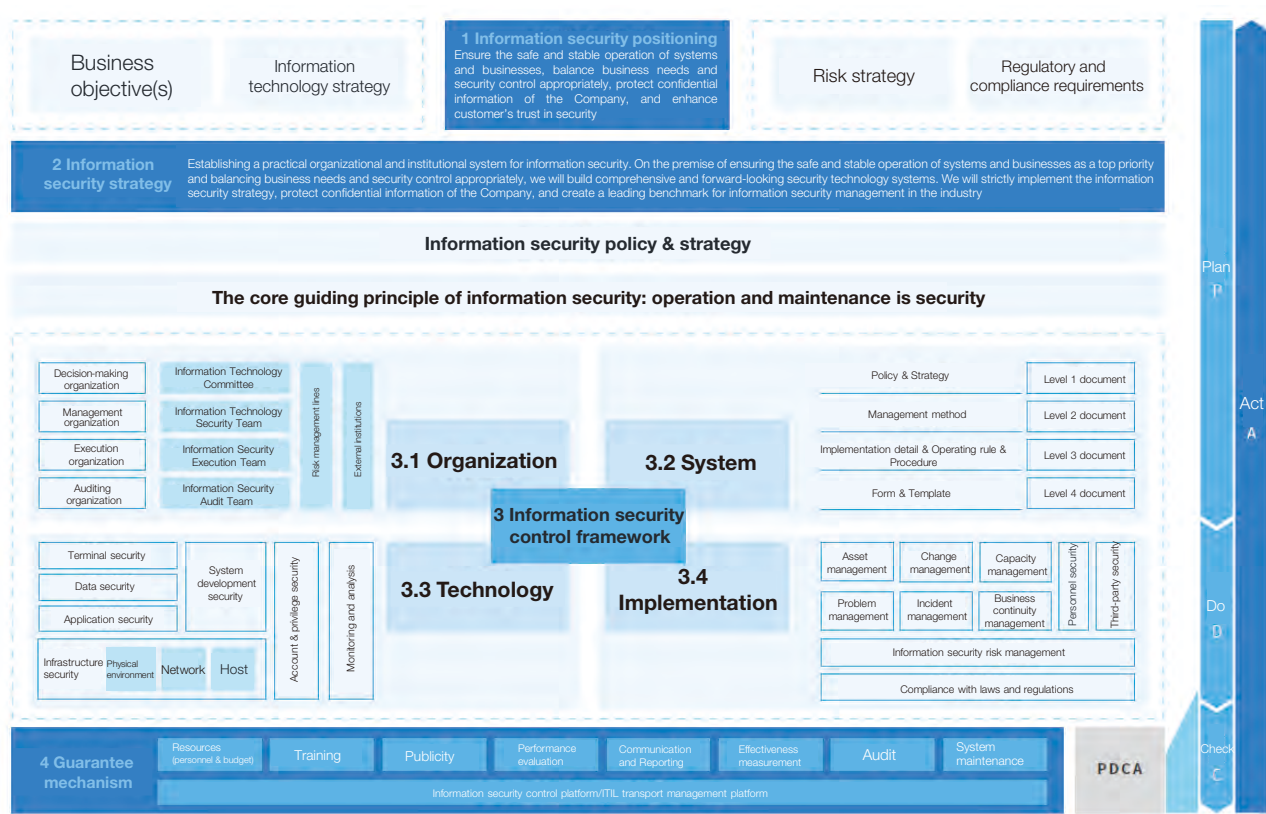 Business
objective(s)
Information
technology strategy
1 Information security positioning
Ensure the safe and stable operation of systems
and businesses, balance business needs and
security control appropriately, protect confidential
information of the Company, and enhance
customer's trust in security
Risk strategy
Regulatory and
compliance requirements
2 Information
security strategy
Establishing a practical organizational and institutional system for information security. On the premise of ensuring the safe and stable operation of systems and businesses as a top priority
and balancing business needs and security control appropriately, we will build comprehensive and forward-looking security technology systems. We will strictly implement the information
security strategy, protect confidential information of the Company, and create a leading benchmark for information security management in the industry
Information security policy & strategy
The core guiding principle of information security: operation and maintenance is security
Decision-making
organization
Management
organization
Execution
organization
Auditing
organization
Information Technology
Committee
Information Technology
Security Team
Information Security
Execution Team
Information Security
Audit Team
Risk management lines
External institutions
3.1 Organization
3.2 System
3 Information security
control framework
3.3 Technology
3.4
Implementation
Policy & Strategy
Level 1 document
Management method
Level 2 document
Implementation detail & Operating rule &
Procedure
Level 3 document
Form & Template
Level 4 document
Terminal security
Data security
Application security
System
development
security
Infrastructure
security
Physical
environment
Network
Host
Account & privilege security
Monitoring and analysis
Asset
management
Change
management
Capacity
management
Problem
management
Incident
management
Business
continuity
management
Personnel security
Third-party security
Information security risk management
Compliance with laws and regulations
4 Guarantee
mechanism
Resources
(personnel & budget)
Training
Publicity
Performance
evaluation
Communication
and Reporting
Effectiveness
measurement
Audit
System
maintenance
Information security control platform/ITIL transport management platform
PDCA
Plan
P
Do
D
Check
C
Act
A